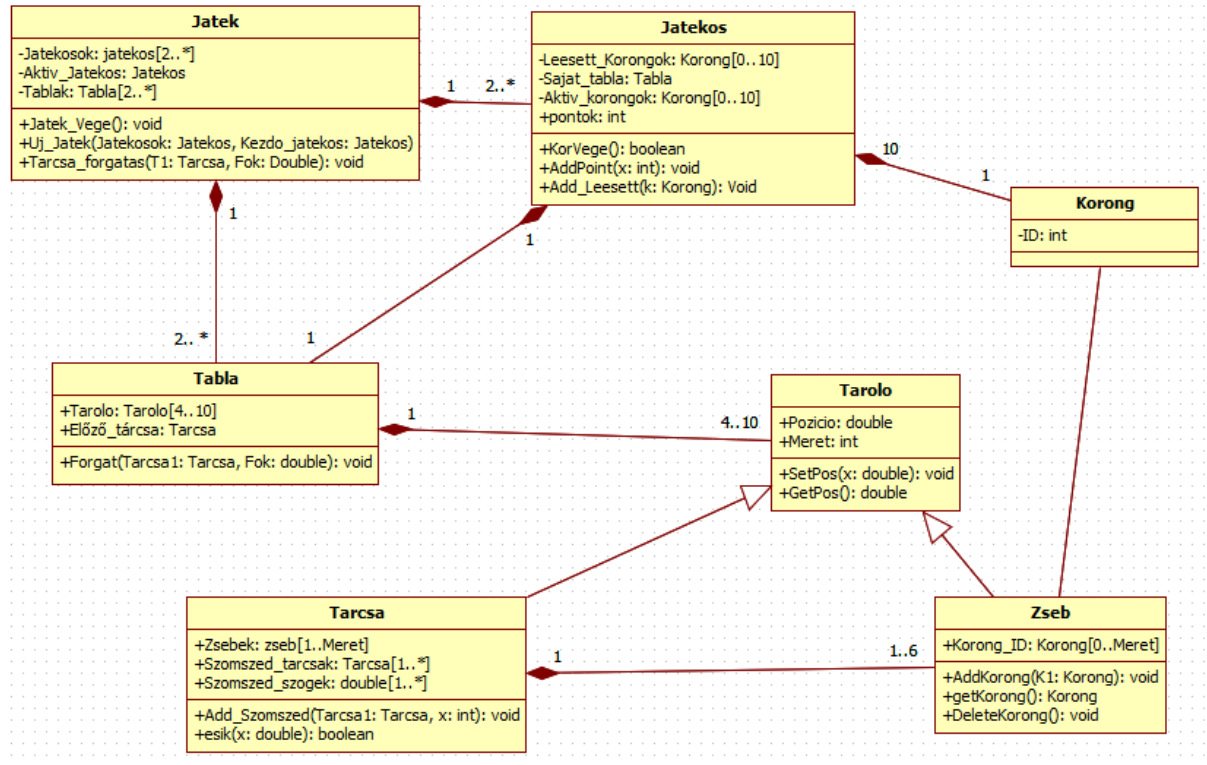 Jatek
-Jatekosok: jatekos[2..*]
-Aktiv_Jatekos: Jatekos
-Tablak: Tabla[2..*]
+Jatek_Vege(): void
+Uj_Jatek(Jatekosok: Jatekos, Kezdo_jatekos: Jatekos)
+Tarcsa_forgatas(T1: Tarcsa, Fok: Double): void
1
2..*
Jatekos
-Leesett_Korongok: Korong[0..10]
-Sajat_tabla: Tabla
-Aktiv_korongok: Korong[0..10]
+pontok: int
+KorVege(): boolean
+AddPoint(x: int): void
+Add_Leesett(k: Korong): Void
10
1
Korong
-ID: int
1
2.. *
1
1
Tabla
+Tarolo: Tarolo[4..10]
+Előző_tárcsa: Tarcsa
+Forgat(Tarcsa1: Tarcsa, Fok: double): void
1
4..10
Tarolo
+Pozicio: double
+Meret: int
+SetPos(x: double): void
+GetPos(): double
Tarcsa
+Zsebek: zseb[1..Meret]
+Szomszed_tarcsak: Tarcsa[1..*]
+Szomszed_szogek: double[1..*]
+Add_Szomszed(Tarcsa1: Tarcsa, x: int): void
+esik(x: double): boolean
1
1..6
Zseb
+Korong_ID: Korong[0..Meret]
+AddKorong(K1: Korong): void
+getKorong(): Korong
+DeleteKorong(): void